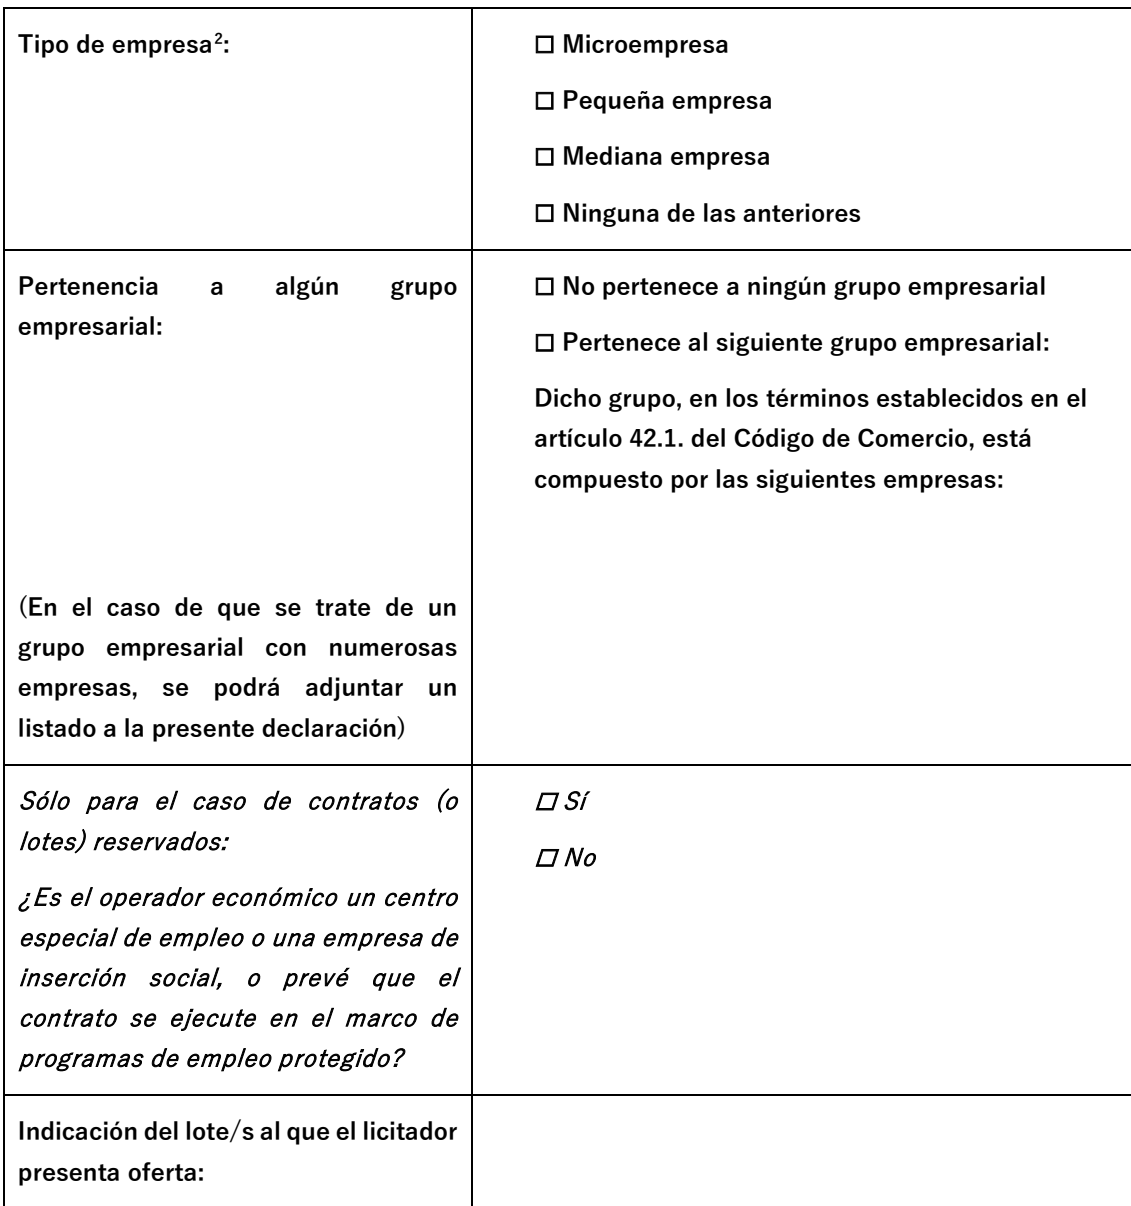 Tipo de empresa²:
☐ Microempresa
☐ Pequeña empresa
☐ Mediana empresa
☐ Ninguna de las anteriores
Pertenencia a algún grupo
empresarial:
(En el caso de que se trate de un
grupo empresarial con numerosas
empresas, se podrá adjuntar un
listado a la presente declaración)
☐ No pertenece a ningún grupo empresarial
☐ Pertenece al siguiente grupo empresarial:
Dicho grupo, en los términos establecidos en el
artículo 42.1. del Código de Comercio, está
compuesto por las siguientes empresas:
Sólo para el caso de contratos (o
lotes) reservados:
¿Es el operador económico un centro
especial de empleo o una empresa de
inserción social, o prevé que el
contrato se ejecute en el marco de
programas de empleo protegido?
☐ Sí
☐ No
Indicación del lote/s al que el licitador
presenta oferta: